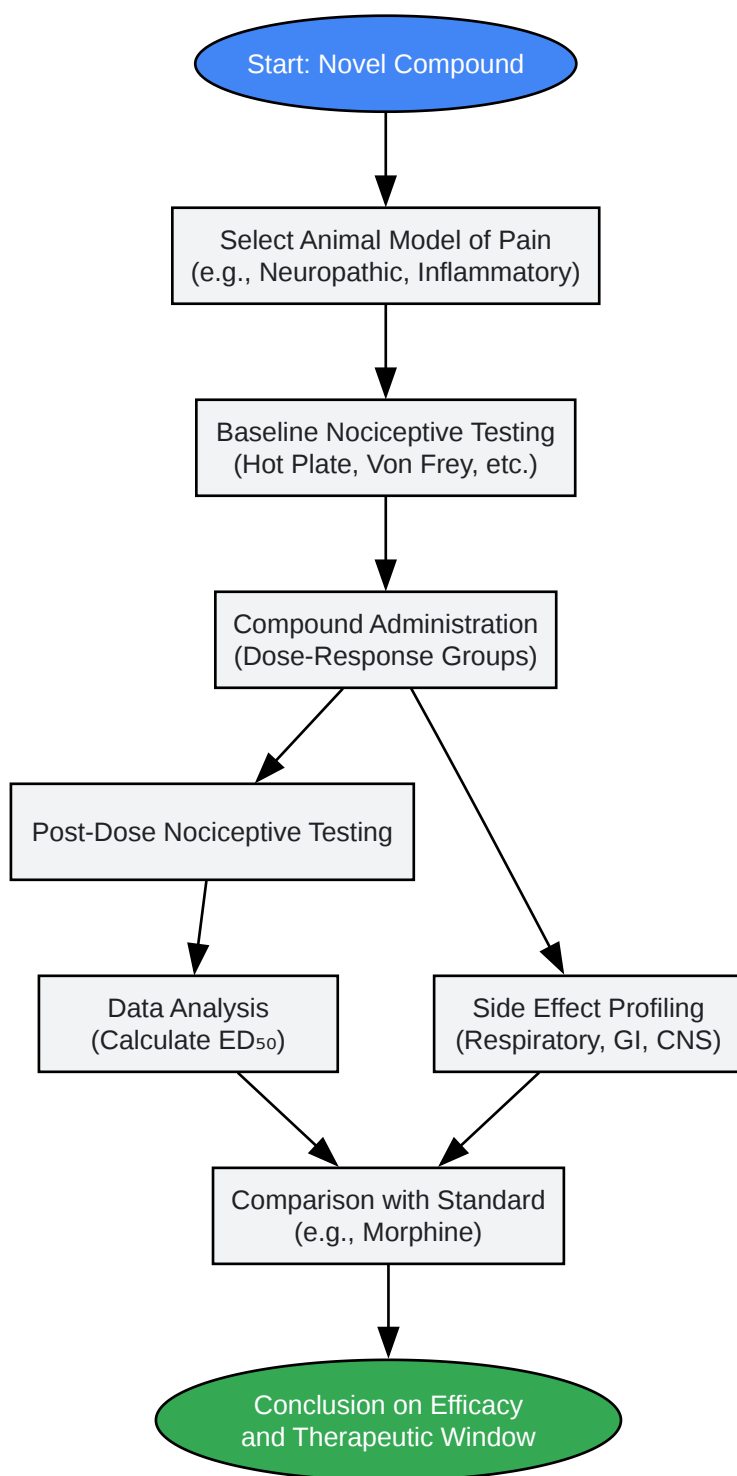 Start: Novel Compound
Select Animal Model of Pain
(e.g., Neuropathic, Inflammatory)
Baseline Nociceptive Testing
(Hot Plate, Von Frey, etc.)
Compound Administration
(Dose-Response Groups)
Post-Dose Nociceptive Testing
Data Analysis
(Calculate ED₅₀)
Side Effect Profiling
(Respiratory, GI, CNS)
Comparison with Standard
(e.g., Morphine)
Conclusion on Efficacy
and Therapeutic Window